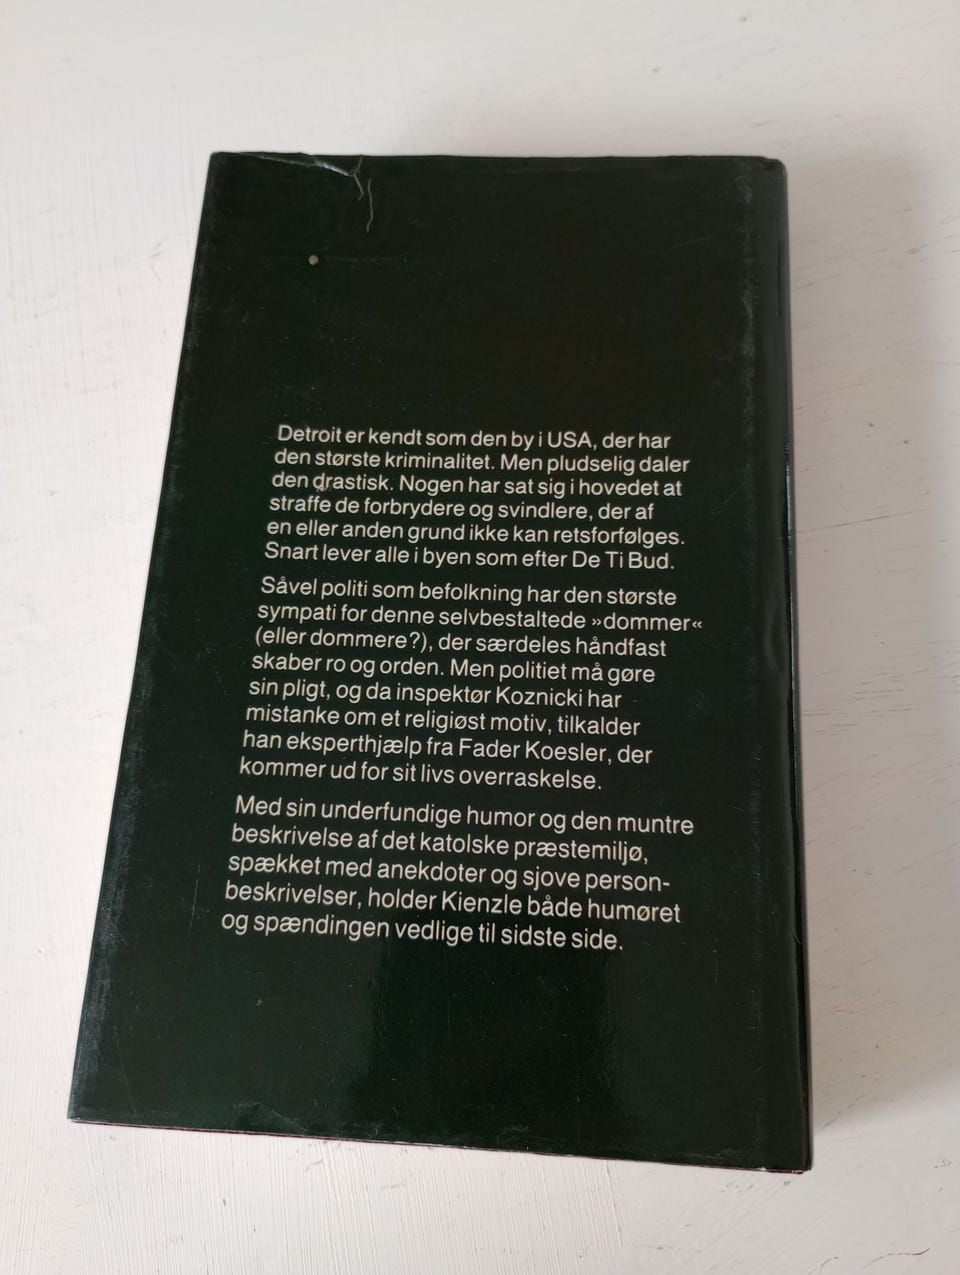 Detroit er kendt som den by i USA, der har
den største kriminalitet. Men pludselig daler
den drastisk. Nogen har sat sig i hovedet at
straffe de forbrydere og svindlere, der af
en eller anden grund ikke kan retsforfølges.
Snart lever alle i byen som efter De Ti Bud.
Såvel politi som befolkning har den største
sympati for denne selvbestaltede »dommer«
(eller dommere?), der særdeles håndfast
skaber ro og orden. Men politiet må gøre
sin pligt, og da inspektør Koznicki har
mistanke om et religiøst motiv, tilkalder
han eksperthjælp fra Fader Koesler, der
kommer ud for sit livs overraskelse.
Med sin underfundige humor og den muntre
beskrivelse af det katolske præstemiljø,
spækket med anekdoter og sjove person-
beskrivelser, holder Kienzle både humøret
og spændingen vedlige til sidste side.